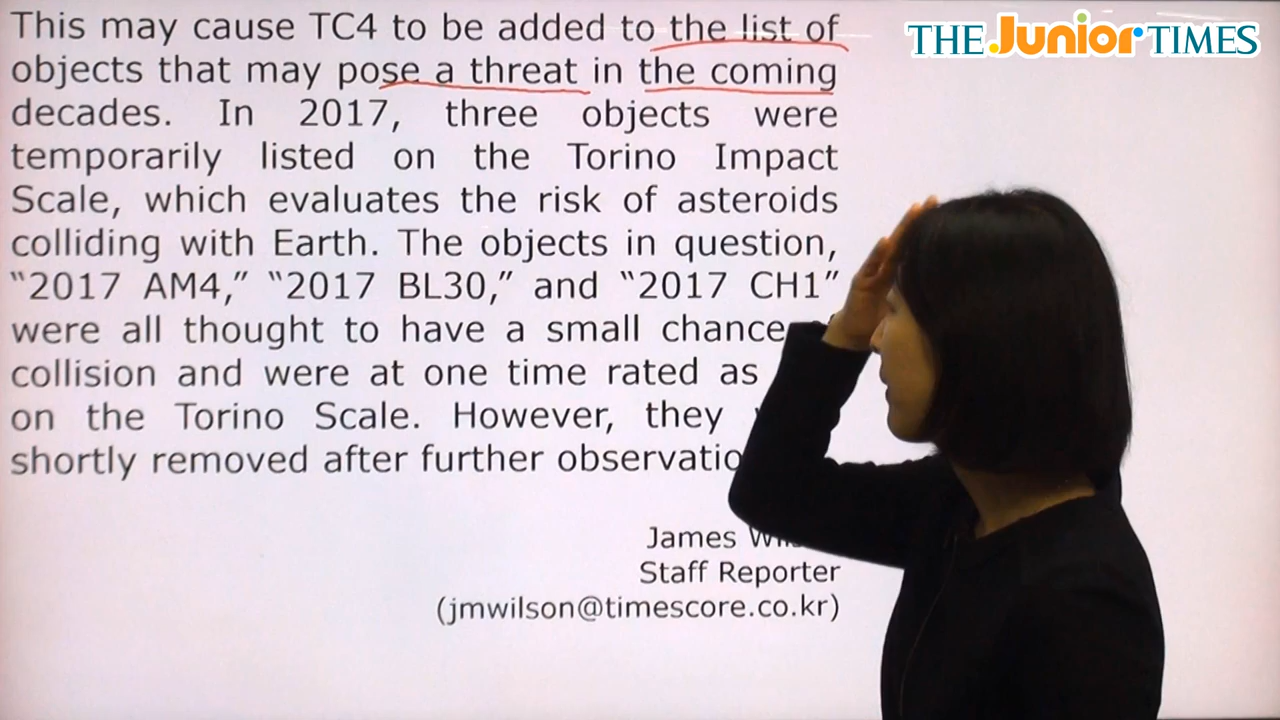 THE Junior TIMES
This may cause TC4 to be added to the list of
objects that may pose a threat in the coming
decades. In 2017, three objects were
temporarily listed on the Torino Impact
Scale, which evaluates the risk of asteroids
colliding with Earth. The objects in question,
“2017 AM4,” “2017 BL30,” and “2017 CH1”
were all thought to have a small chance
collision and were at one time rated as
on the Torino Scale. However, they
shortly removed after further
James
Staff Reporter
(jmwilson@timescore.co.kr)